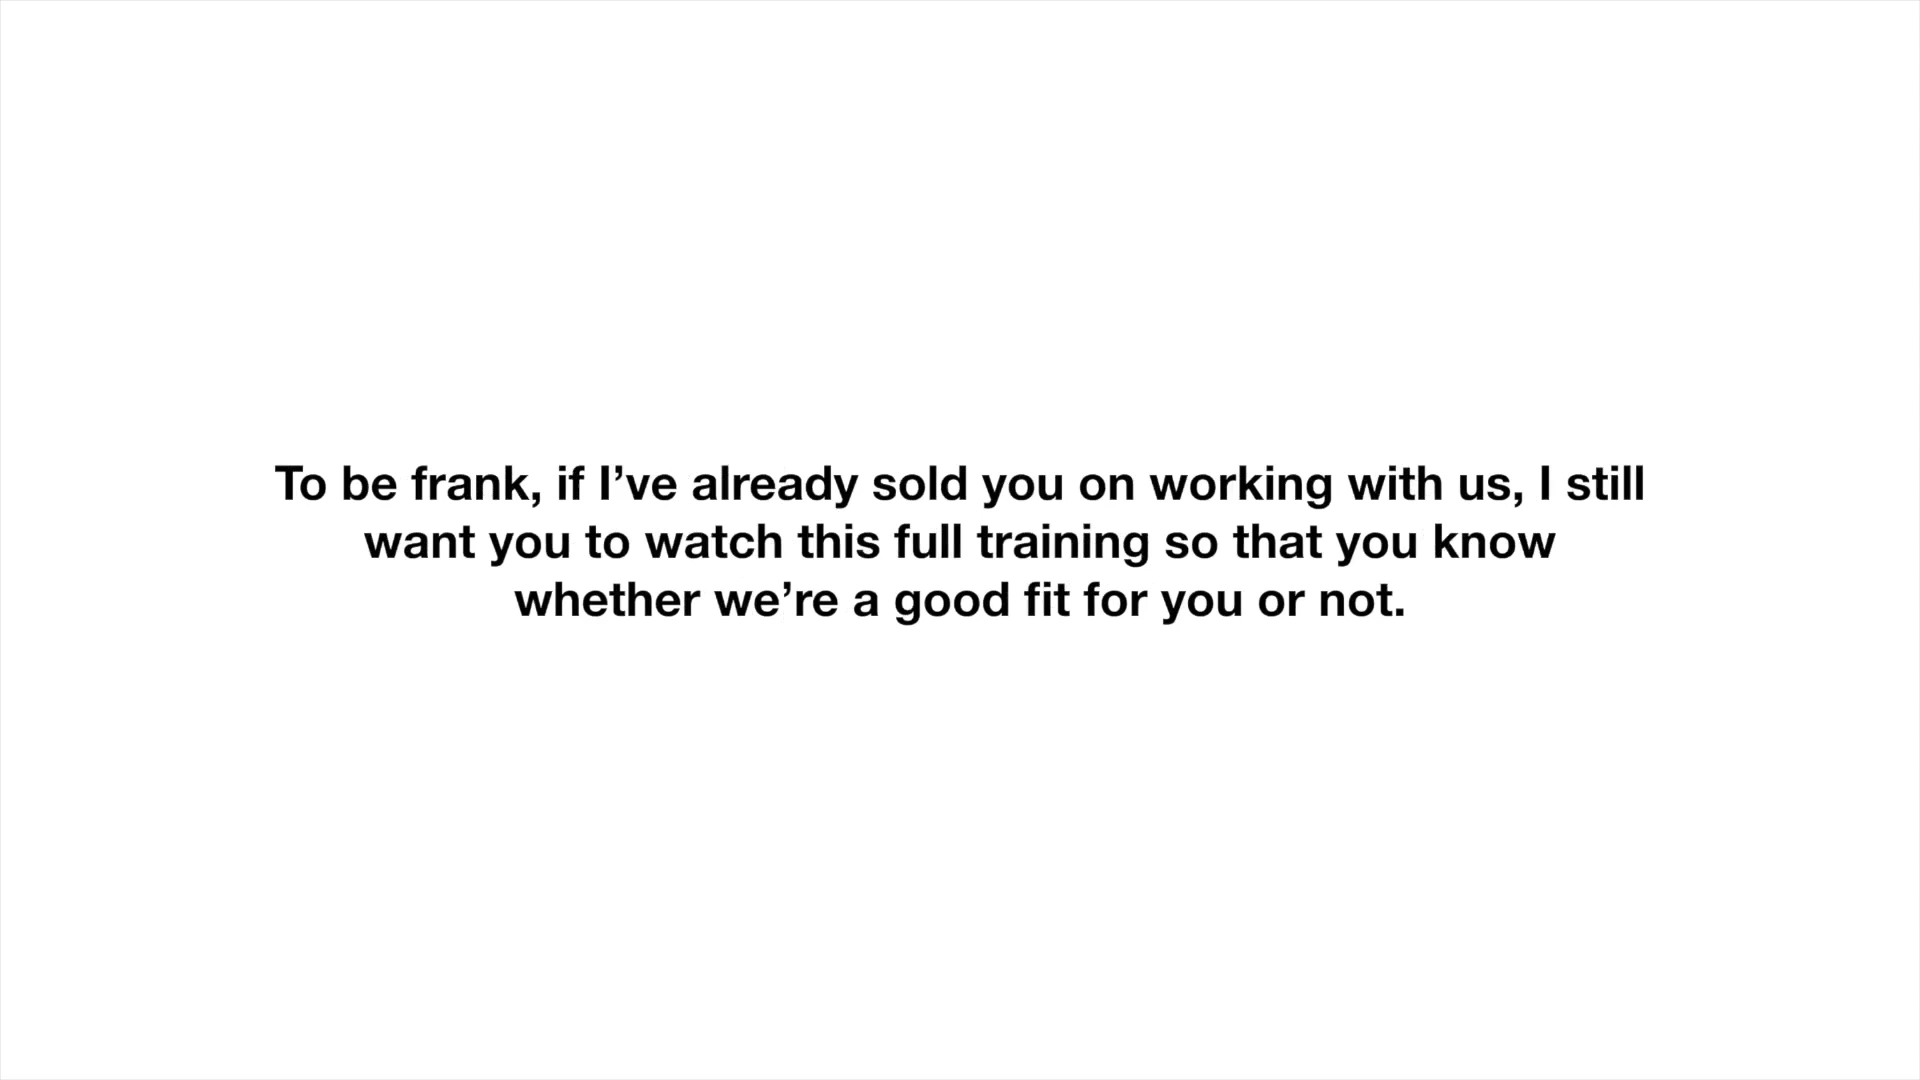 To be frank, if I’ve already sold you on working with us, I still
want you to watch this full training so that you know
whether we’re a good fit for you or not.